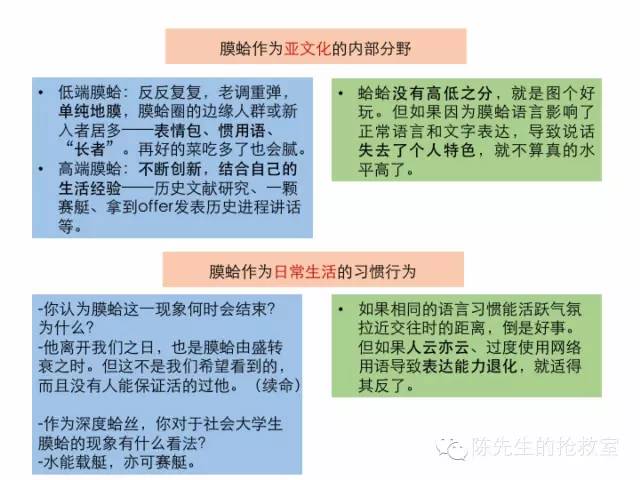 膜蛤作为亚文化的内部分野
• 低端膜蛤：反反复复，老调重弹，
单纯地膜，膜蛤圈的边缘人群或新
入者居多——表情包、惯用语、
“长者”。再好的菜吃多了也会腻。
• 高端膜蛤：不断创新，结合自己的
生活经验——历史文献研究、一颗
赛艇、拿到offer发表历史进程讲话
等。
• 蛤蛤没有高低之分，就是图个好
玩。但如果因为膜蛤语言影响了
正常语言和文字表达，导致说话
失去了个人特色，就不算真的水
平高了。
膜蛤作为日常生活的习惯行为
-你认为膜蛤这一现象何时会结束？
为什么？
-他离开我们之日，也是膜蛤由盛转
衰之时。但这不是我们希望看到的，
而且没有人能保证活的过他。（续命）
-作为深度蛤丝，你对于社会大学生
膜蛤的现象有什么看法？
-水能载艇，亦可赛艇。
• 如果相同的语言习惯能活跃气氛
拉近交往时的距离，倒是好事。
但如果人云亦云、过度使用网络
用语导致表达能力退化，就适得
其反了。
陈先生的抢救室